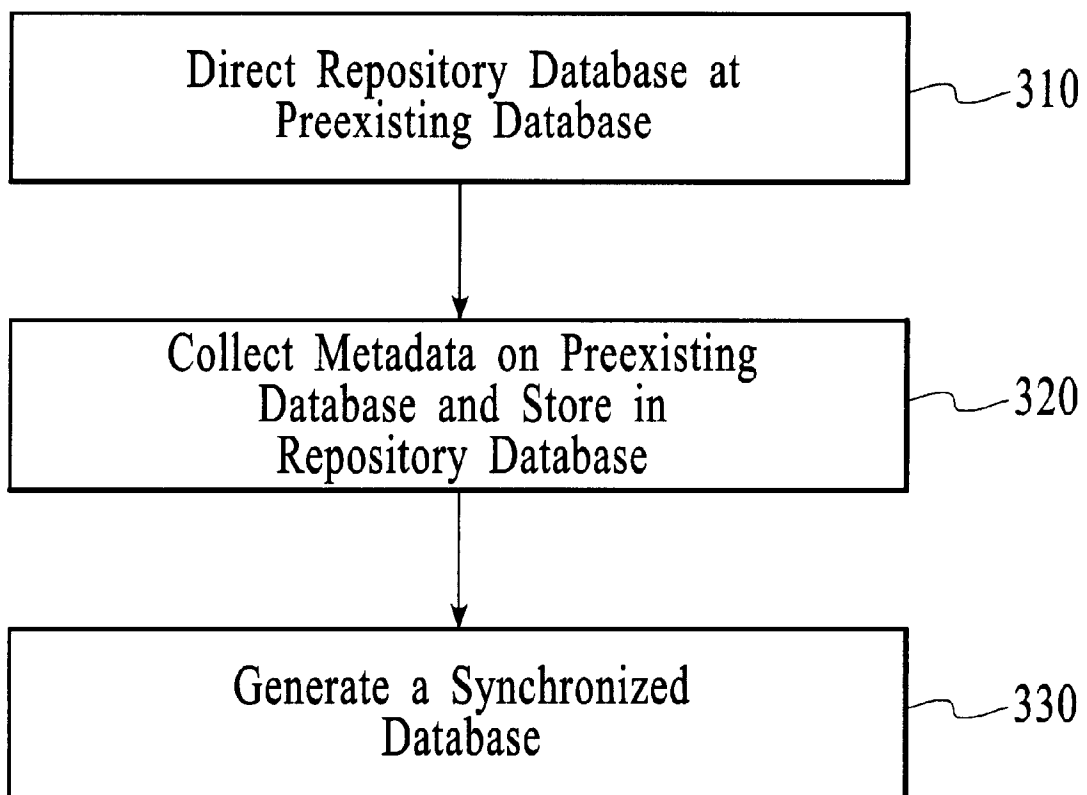 Direct Repository Database at
Preexisting Database
310
Collect Metadata on Preexisting
Database and Store in
Repository Database
320
Generate a Synchronized
Database
330